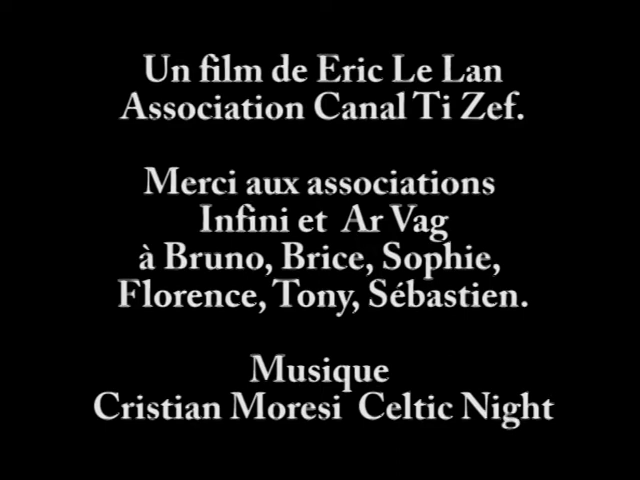 Un film de Eric Le Lan
Association Canal Ti Zef.
Merci aux associations
Infini et Ar Vag
à Bruno, Brice, Sophie,
Florence, Tony, Sébastien.
Musique
Cristian Moresi Celtic Night